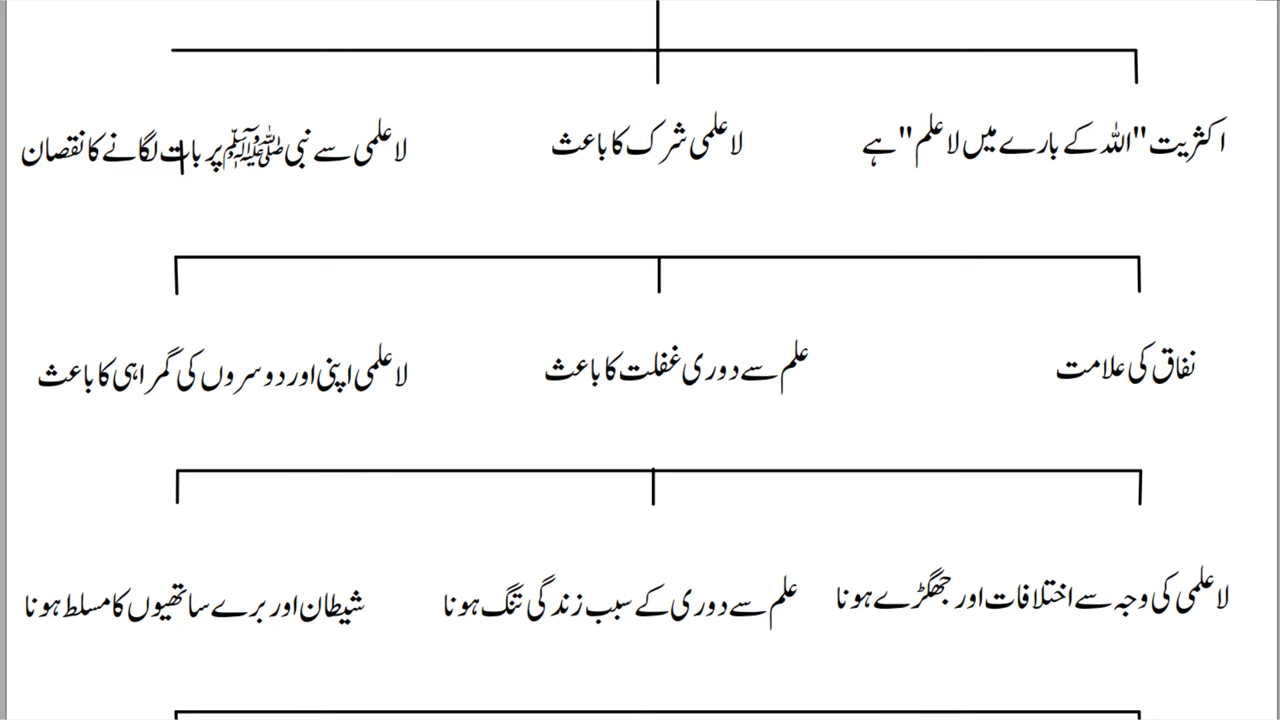 اکثریت "اللہ کے بارے میں لاعلم" ہے
لاعلمی شرک کا باعث
لاعلمی سے نبی ﷺ پر بات لگانے کا نقصان
نفاق کی علامت
علم سے دوری غفلت کا باعث
لاعلمی اپنی اور دوسروں کی گمراہی کا باعث
لاعلمی کی وجہ سے اختلافات اور جھگڑے ہونا
علم سے دوری کے سبب زندگی تنگ ہونا
شیطان اور برے ساتھیوں کا مسلط ہونا